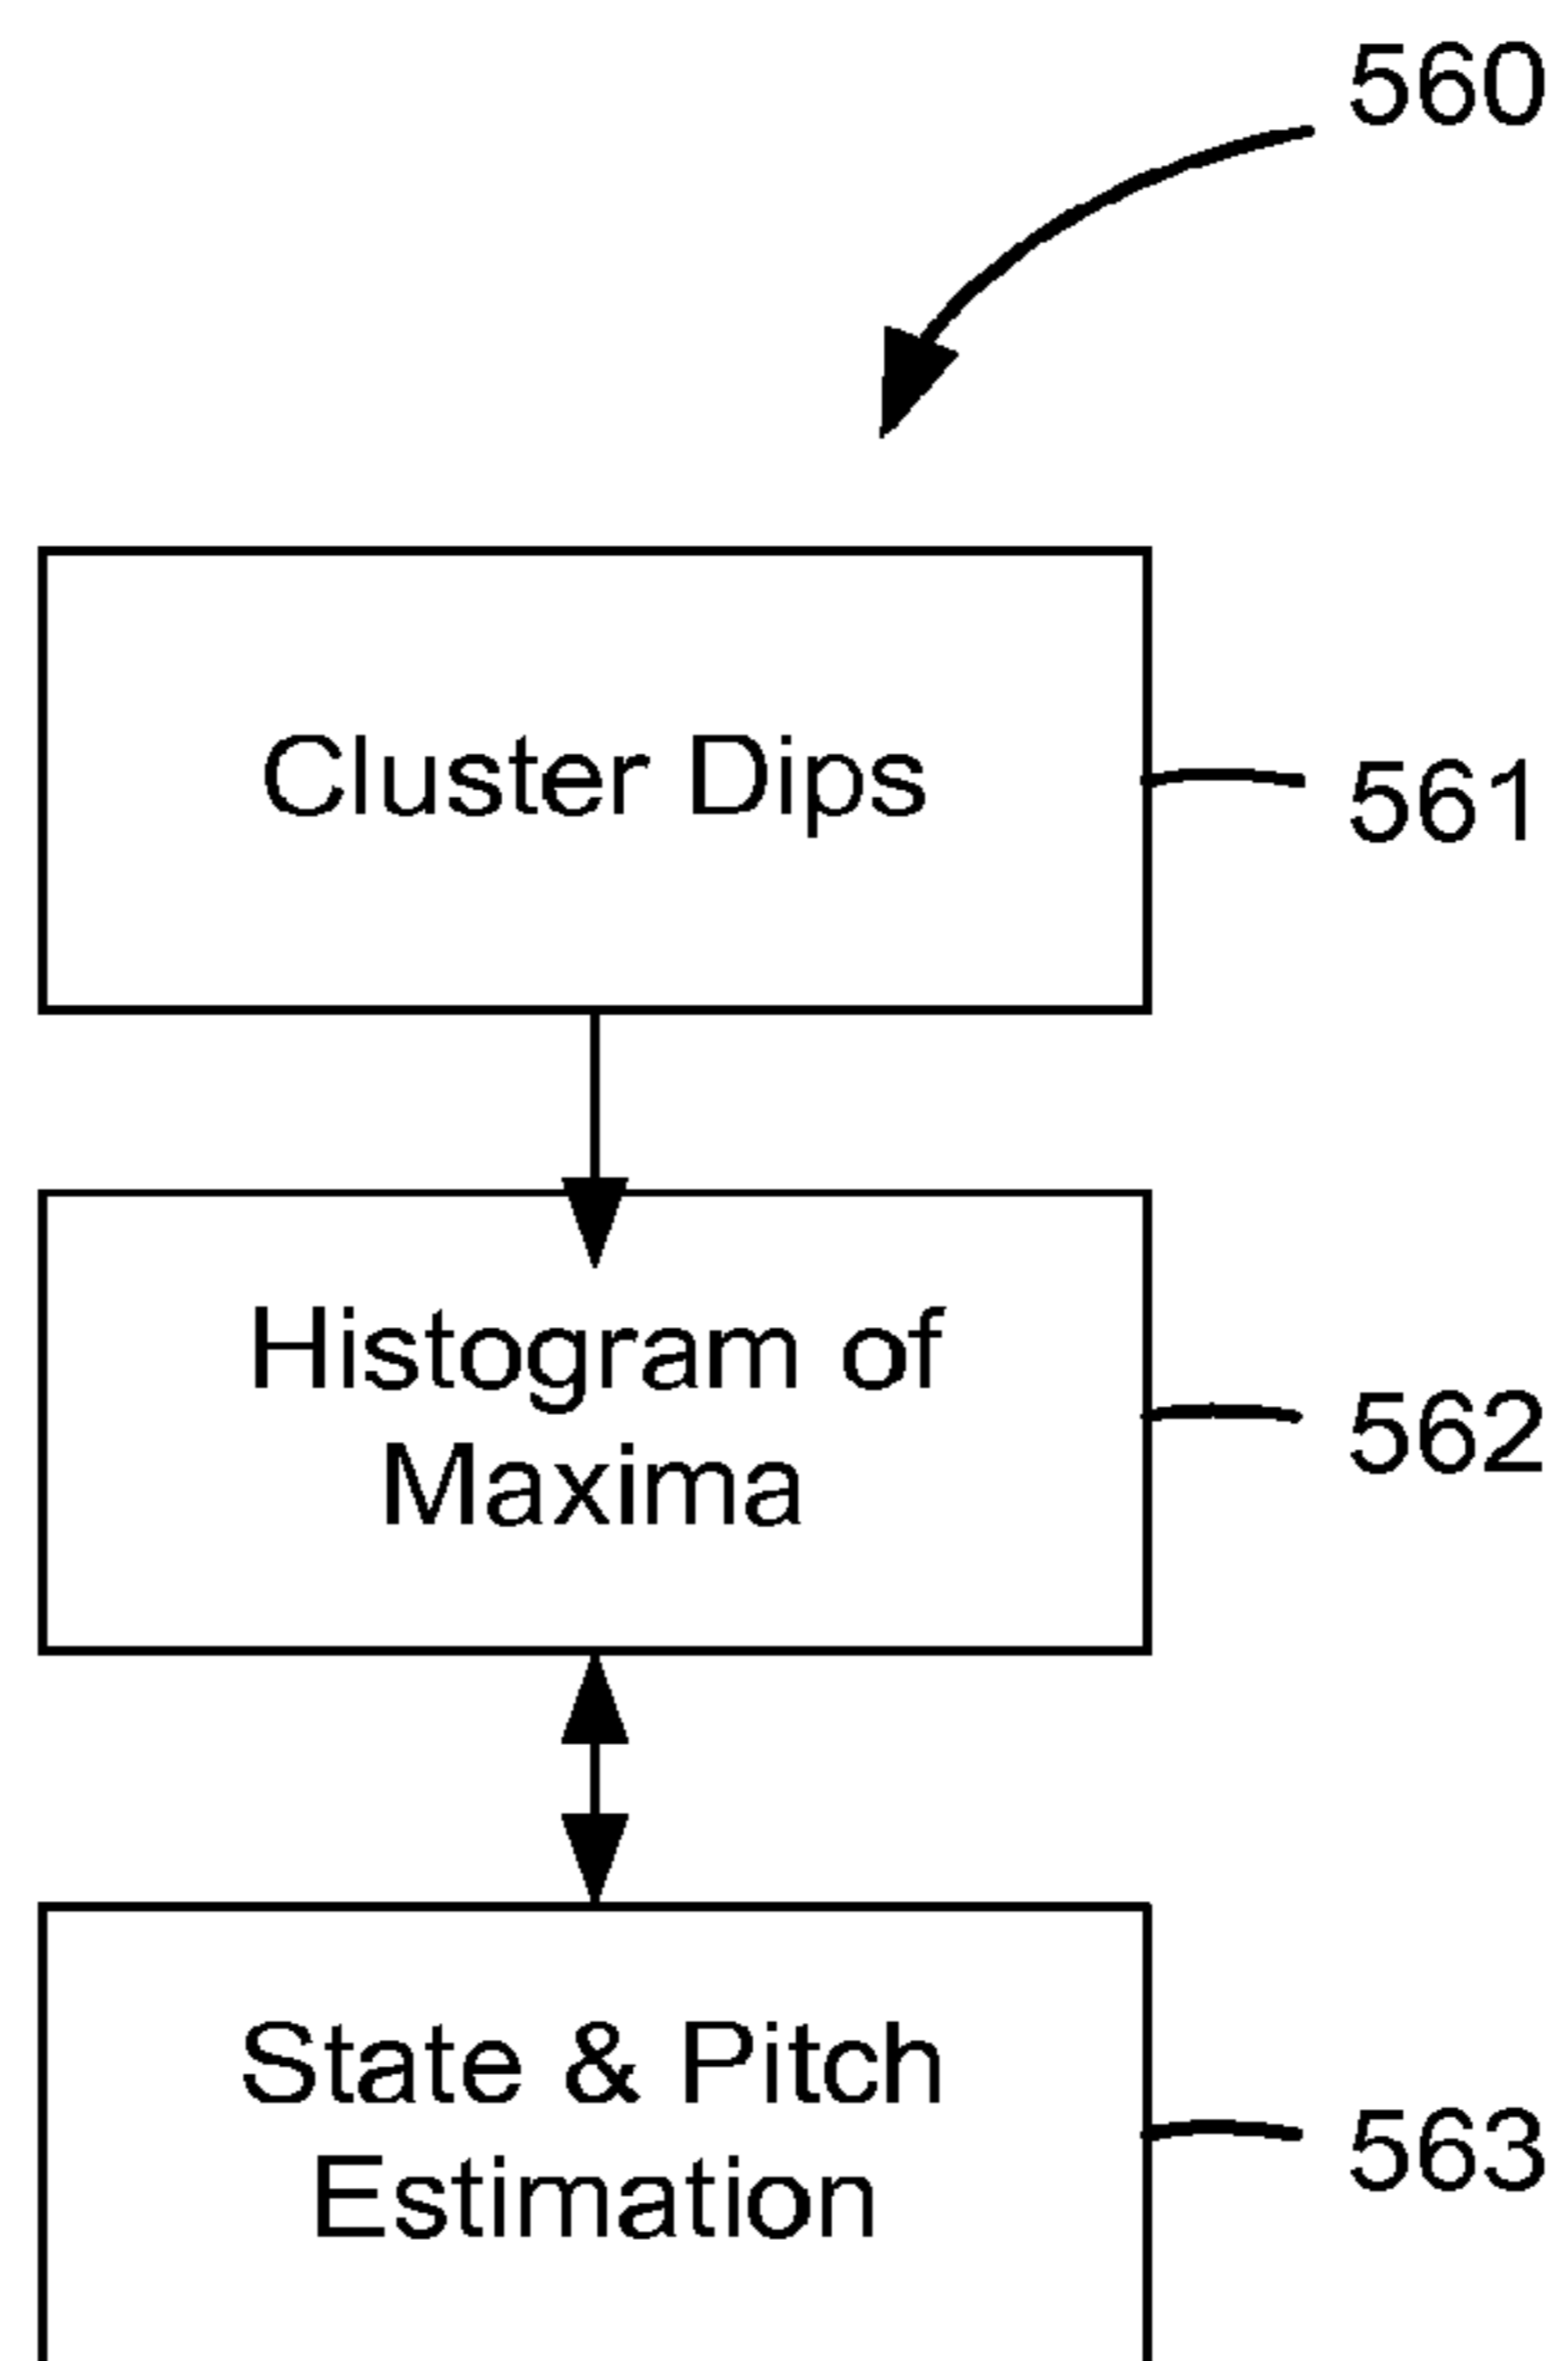 560
Cluster Dips
561
Histogram of
Maxima
562
State & Pitch
Estimation
563